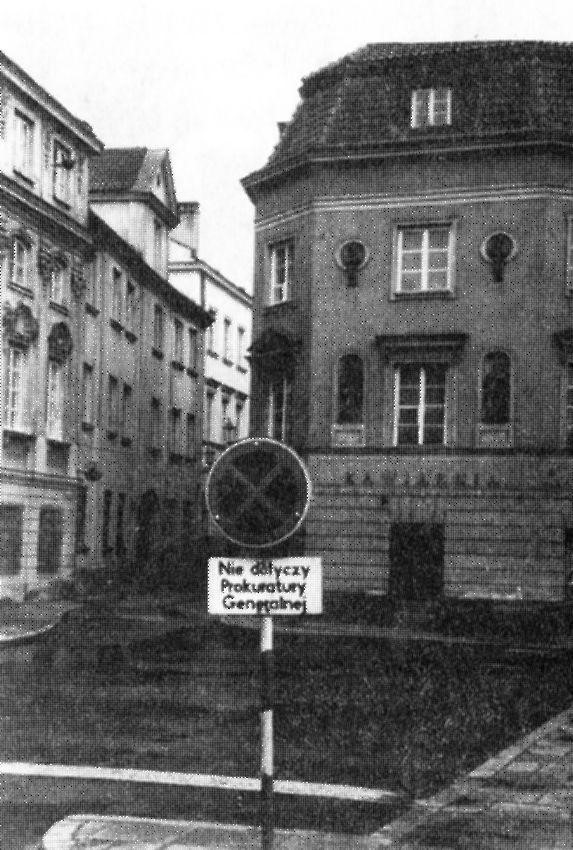 KAWIARNIA
Nie dotyczy
Prokuratury
Generalnej